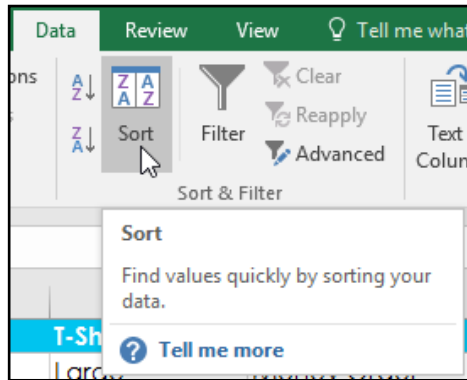 Data Review View Tell me what
ons
A Z Z A A Z Clear
Z A Sort Filter Reapply Text
Advanced Colun
Sort & Filter
Sort
Find values quickly by sorting your
data.
? Tell me more
T-Sh